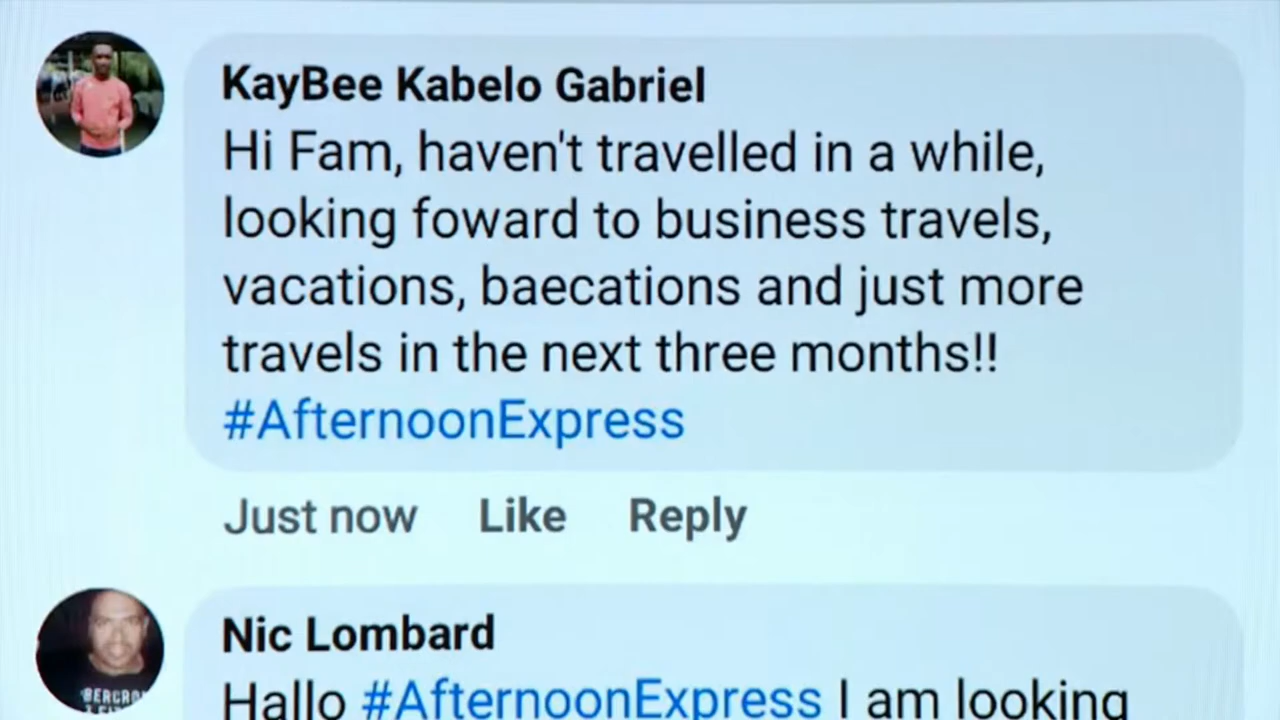 KayBee Kabelo Gabriel
Hi Fam, haven't travelled in a while,
looking foward to business travels,
vacations, baecations and just more
travels in the next three months!!
#AfternoonExpress
Just now Like Reply
Nic Lombard
Hallo #AfternoonExpress I am looking